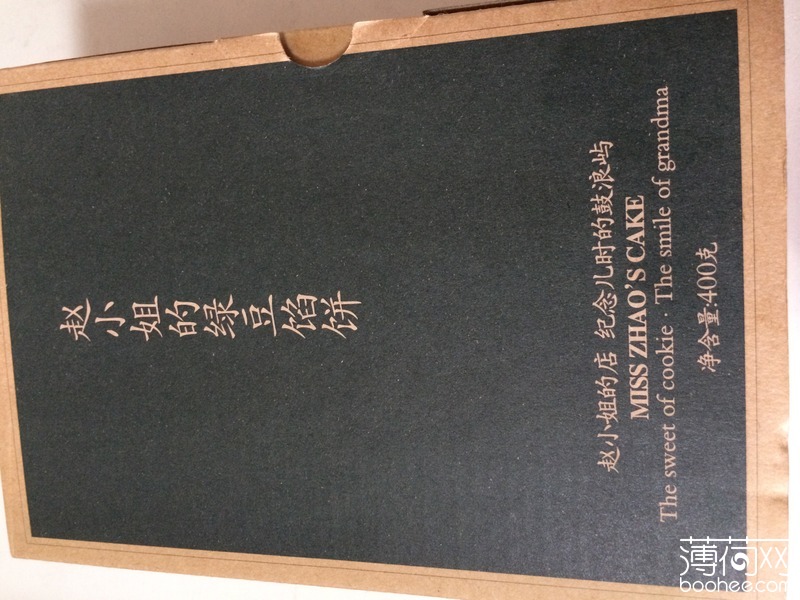 赵小姐的绿豆馅饼
赵小姐的店 纪念儿时的鼓浪屿
MISS ZHAO'S CAKE
The sweet of cookie · The smile of grandma
净含量:400克
薄荷网
boohee.com